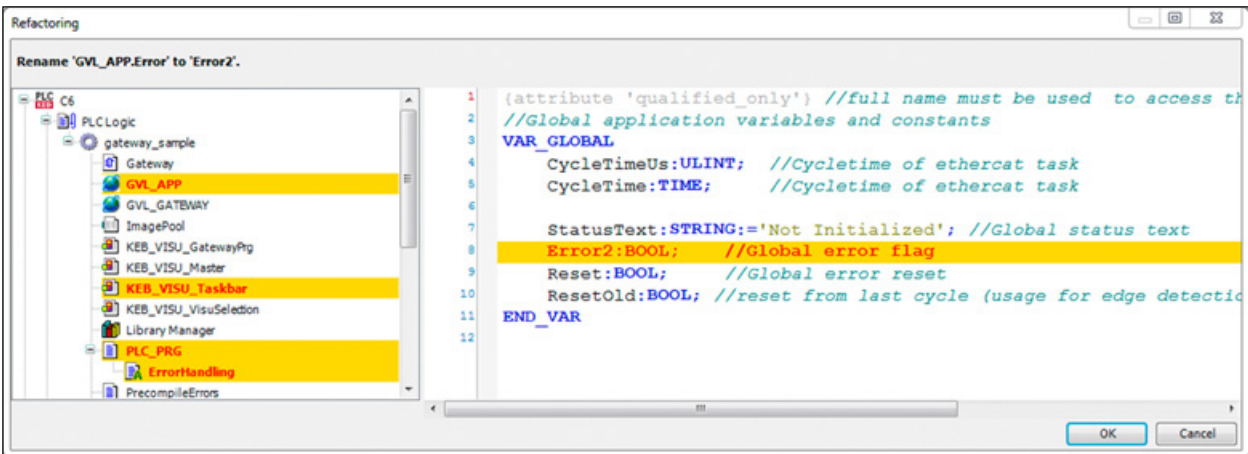 Refactoring
Rename 'GVL_APP.Error' to 'Error2'.
PLC KEB C6
PLC Logic
gateway_sample
Gateway
GVL_APP
GVL_GATEWAY
ImagePool
KEB_VISU_GatewayPrg
KEB_VISU_Master
KEB_VISU_Taskbar
KEB_VISU_VisuSelection
Library Manager
PLC_PRG
ErrorHandling
PrecompileErrors
1 {attribute 'qualified_only'} //full name must be used to access th
2 //Global application variables and constants
3 VAR_GLOBAL
4 CycleTimeUs:ULINT; //Cycletime of ethercat task
5 CycleTime:TIME; //Cycletime of ethercat task
6
7 StatusText:STRING:='Not Initialized'; //Global status text
8 Error2:BOOL; //Global error flag
9 Reset:BOOL; //Global error reset
10 ResetOld:BOOL; //reset from last cycle (usage for edge detectio
11 END_VAR
12
OK Cancel